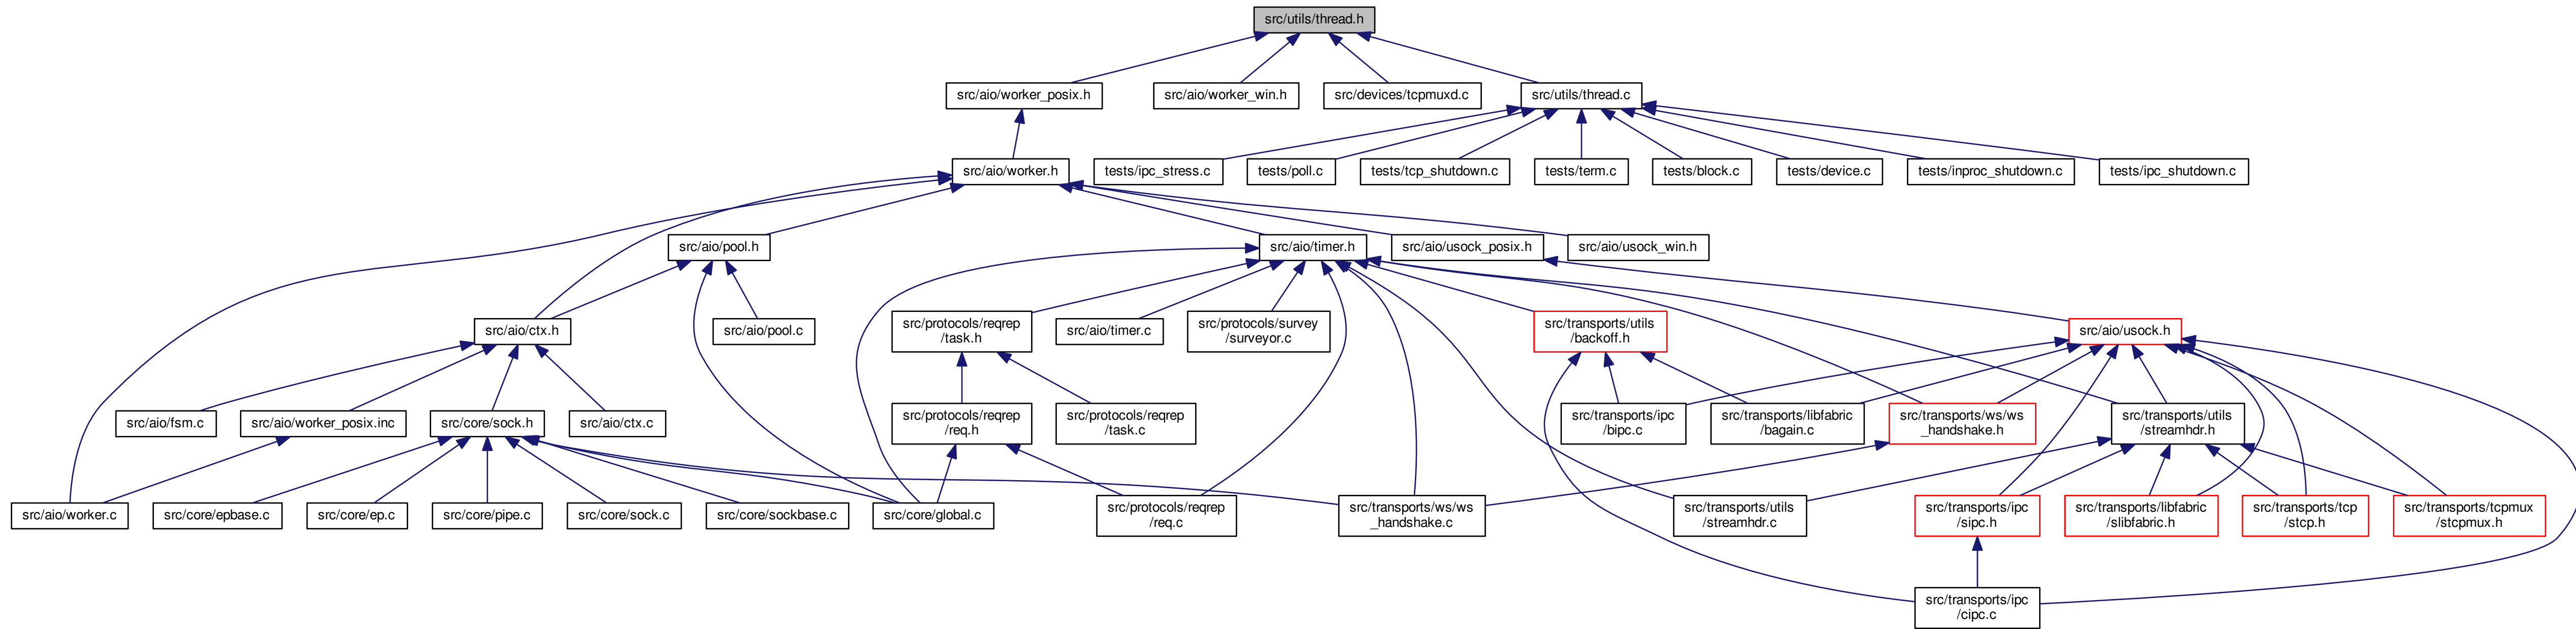 src/utils/thread.h
src/aio/worker_posix.h
src/aio/worker_win.h
src/devices/tcpmuxd.c
src/utils/thread.c
src/aio/worker.h
tests/ipc_stress.c
tests/poll.c
tests/tcp_shutdown.c
tests/term.c
tests/block.c
tests/device.c
tests/inproc_shutdown.c
tests/ipc_shutdown.c
src/aio/pool.h
src/aio/timer.h
src/aio/usock_posix.h
src/aio/usock_win.h
src/aio/ctx.h
src/aio/pool.c
src/protocols/reqrep
/task.h
src/aio/timer.c
src/protocols/survey
/surveyor.c
src/transports/utils
/backoff.h
src/aio/usock.h
src/aio/fsm.c
src/aio/worker_posix.inc
src/core/sock.h
src/aio/ctx.c
src/protocols/reqrep
/req.h
src/protocols/reqrep
/task.c
src/transports/ipc
/bipc.c
src/transports/libfabric
/bagain.c
src/transports/ws/ws
_handshake.h
src/transports/utils
/streamhdr.h
src/aio/worker.c
src/core/epbase.c
src/core/ep.c
src/core/pipe.c
src/core/sock.c
src/core/sockbase.c
src/core/global.c
src/protocols/reqrep
/req.c
src/transports/ws/ws
_handshake.c
src/transports/utils
/streamhdr.c
src/transports/ipc
/sipc.h
src/transports/libfabric
/slibfabric.h
src/transports/tcp
/stcp.h
src/transports/tcpmux
/stcpmux.h
src/transports/ipc
/cipc.c